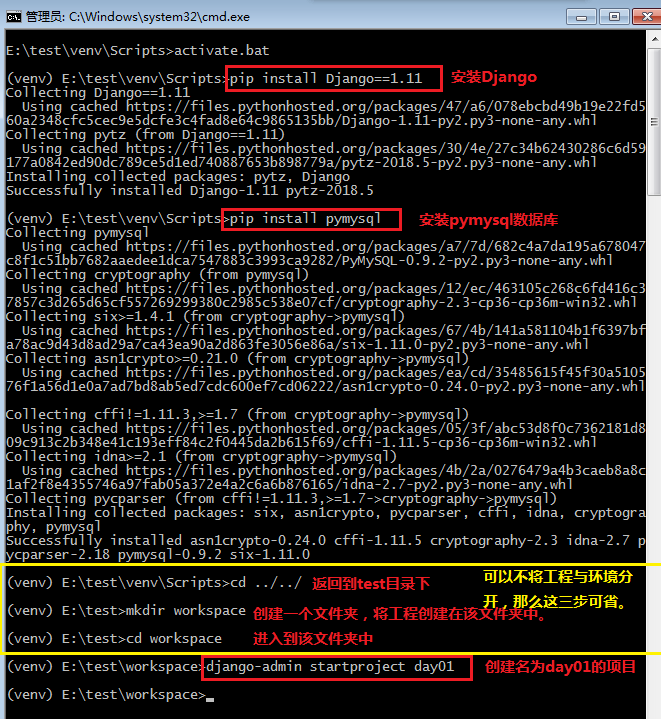 管理员: C:\Windows\system32\cmd.exe
E:\test\venv\Scripts>activate.bat
(venv) E:\test\venv\Scripts>pip install Django==1.11 安装Django
Collecting Django==1.11
Using cached https://files.pythonhosted.org/packages/47/a6/078ebcbd49b19e22fd5
60a2348cfc5cec9e5dcfe3c4fad8e64c9865135bb/Django-1.11-py2.py3-none-any.whl
Collecting pytz (from Django==1.11)
Using cached https://files.pythonhosted.org/packages/30/4e/27c34b62430286c6d59
177a0842ed90dc789ce5d1ed740887653b898779a/pytz-2018.5-py2.py3-none-any.whl
Installing collected packages: pytz, Django
Successfully installed Django-1.11 pytz-2018.5
(venv) E:\test\venv\Scripts>pip install pymysql 安装pymysql数据库
Collecting pymysql
Using cached https://files.pythonhosted.org/packages/a7/7d/682c4a7da195a678047
c8f1c51bb7682aaedee1dca7547883c3993ca9282/PyMySQL-0.9.2-py2.py3-none-any.whl
Collecting cryptography (from pymysql)
Using cached https://files.pythonhosted.org/packages/12/ec/463105c268c6fd416c3
7857c3d265d65cf557269299380c2985c538e07cf/cryptography-2.3-cp36-cp36m-win32.whl
Collecting six>=1.4.1 (from cryptography->pymysql)
Using cached https://files.pythonhosted.org/packages/67/4b/141a581104b1f6397bf
a78ac9d43d8ad29a7ca43ea90a2d863fe3056e86a/six-1.11.0-py2.py3-none-any.whl
Collecting asn1crypto>=0.21.0 (from cryptography->pymysql)
Using cached https://files.pythonhosted.org/packages/ea/cd/35485615f45f30a5105
76f1a56d1e0a7ad7bd8ab5ed7cdc600ef7cd06222/asn1crypto-0.24.0-py2.py3-none-any.whl
Collecting cffi!=1.11.3,>=1.7 (from cryptography->pymysql)
Using cached https://files.pythonhosted.org/packages/05/3f/abc53d8f0c7362181d8
09c913c2b348e41c193eff84c2f0445da2b615f69/cffi-1.11.5-cp36-cp36m-win32.whl
Collecting idna>=2.1 (from cryptography->pymysql)
Using cached https://files.pythonhosted.org/packages/4b/2a/0276479a4b3caeb8a8c
1af2f8e4355746a97fab05a372e4a2c6a6b876165/idna-2.7-py2.py3-none-any.whl
Collecting pycparser (from cffi!=1.11.3,>=1.7->cryptography->pymysql)
Installing collected packages: six, asn1crypto, pycparser, cffi, idna, cryptogra
phy, pymysql
Successfully installed asn1crypto-0.24.0 cffi-1.11.5 cryptography-2.3 idna-2.7 p
ycparser-2.18 pymysql-0.9.2 six-1.11.0
(venv) E:\test\venv\Scripts>cd ../../ 返回到test目录下
可以不将工程与环境分
开，那么这三步可省。
(venv) E:\test>mkdir workspace 创建一个文件夹，将工程创建在该文件夹中。
(venv) E:\test>cd workspace 进入到该文件夹中
(venv) E:\test\workspace>django-admin startproject day01 创建名为day01的项目
(venv) E:\test\workspace>_